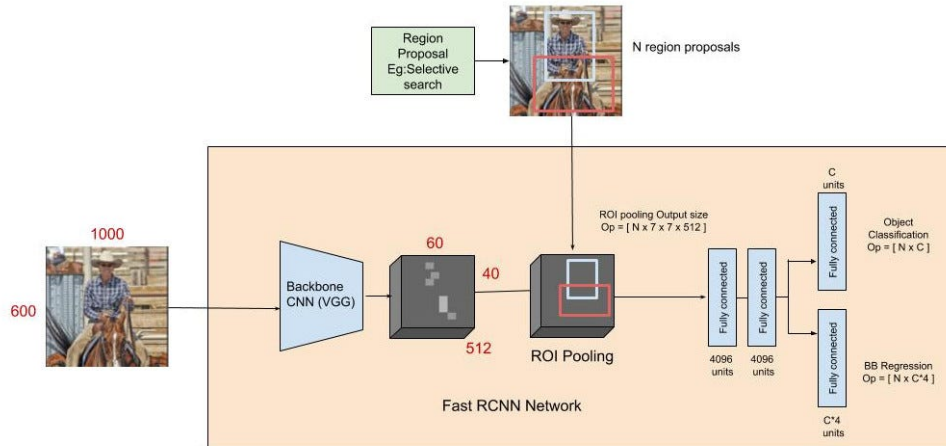 Region
Proposal
Eg:Selective
search
N region proposals
1000
600
Backbone
CNN (VGG)
60
40
512
ROI Pooling
ROI pooling Output size
Op = [ N x 7 x 7 x 512 ]
Fully connected
4096
units
Fully connected
4096
units
C
units
Fully connected
Object
Classification
Op = [ N x C ]
Fully connected
C*4
units
BB Regression
Op = [ N x C*4 ]
Fast RCNN Network